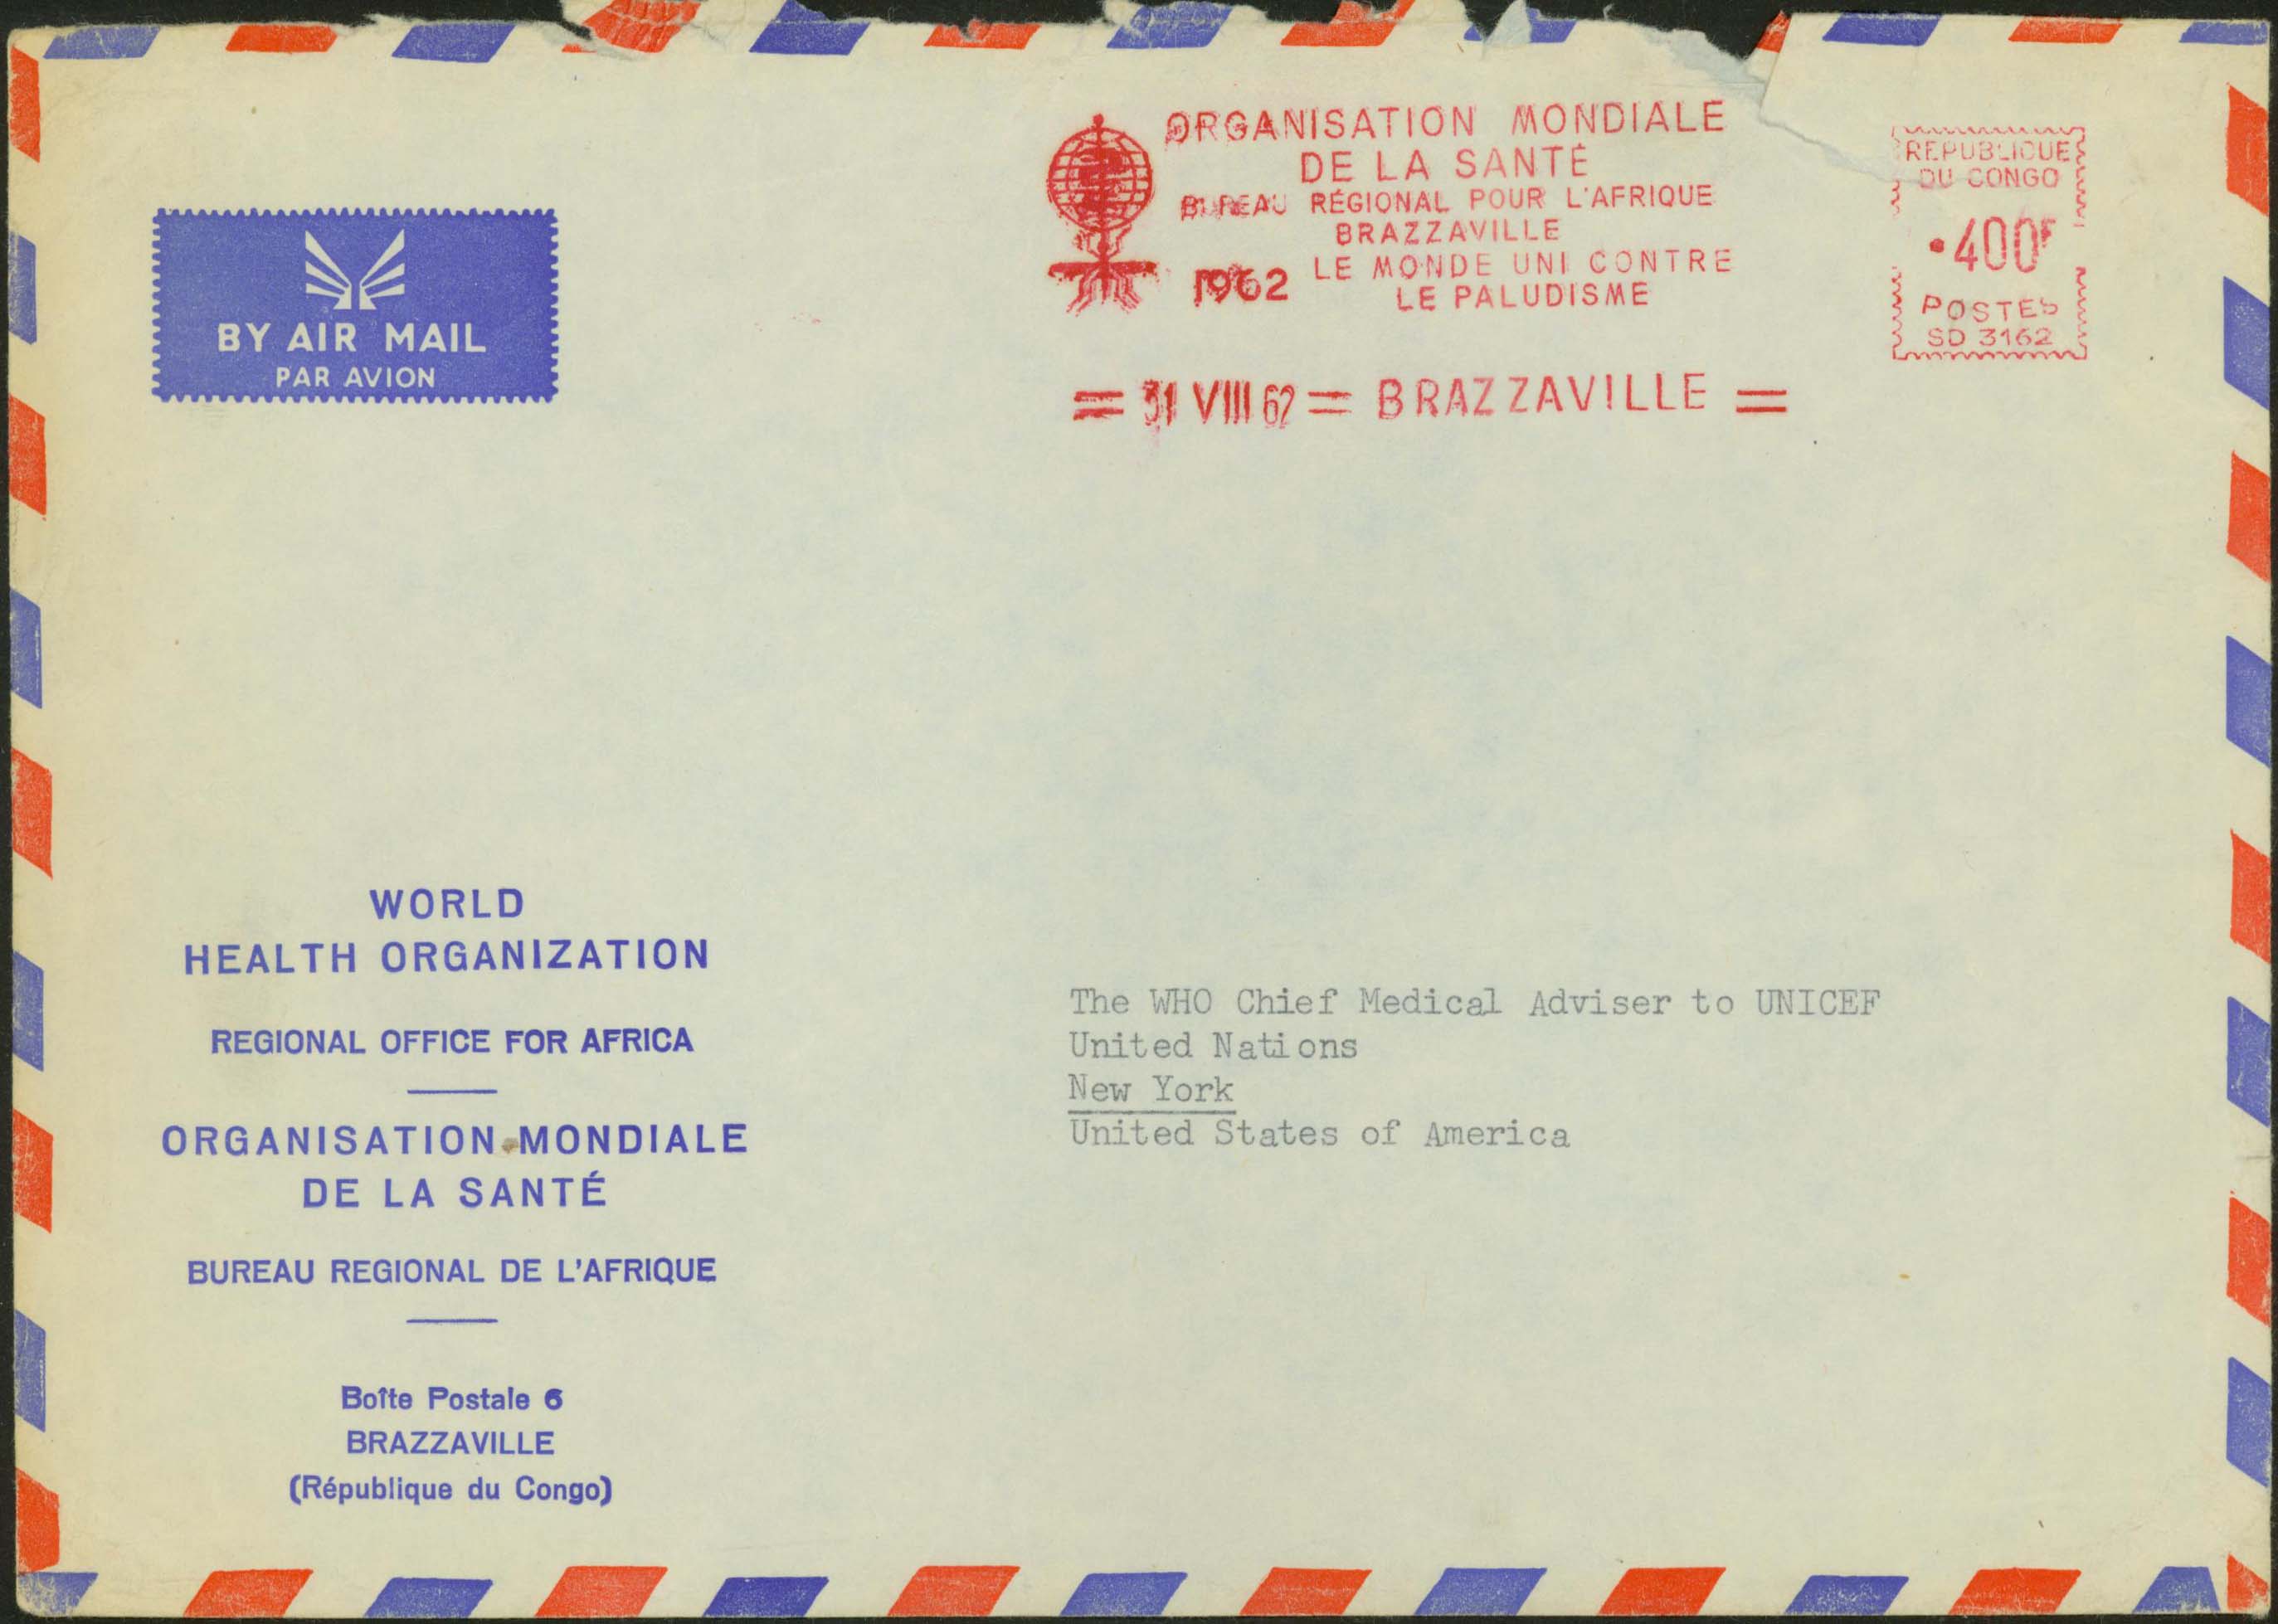 ORGANISATION MONDIALE
DE LA SANTÉ
BUREAU RÉGIONAL POUR L'AFRIQUE
BRAZZAVILLE
1962
LE MONDE UNI CONTRE
LE PALUDISME
REPUBLIQUE
DU CONGO
•400F
POSTES
SD 3162
= 31 VIII 62 = BRAZZAVILLE =
BY AIR MAIL
PAR AVION
WORLD
HEALTH ORGANIZATION
REGIONAL OFFICE FOR AFRICA
ORGANISATION MONDIALE
DE LA SANTÉ
BUREAU REGIONAL DE L'AFRIQUE
Boîte Postale 6
BRAZZAVILLE
(République du Congo)
The WHO Chief Medical Adviser to UNICEF
United Nations
New York
United States of America